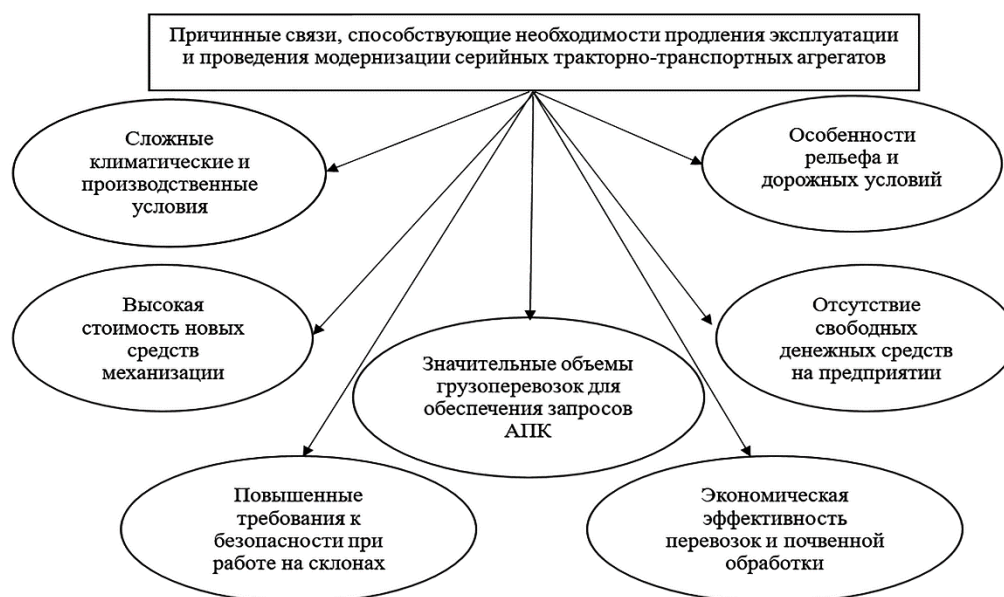 Причинные связи, способствующие необходимости продления эксплуатации
и проведения модернизации серийных тракторно-транспортных агрегатов
Сложные
климатические и
производственные
условия
Особенности
рельефа и
дорожных условий
Высокая
стоимость новых
средств
механизации
Значительные объемы
грузоперевозок для
обеспечения запросов
АПК
Отсутствие
свободных
денежных средств
на предприятии
Повышенные
требования к
безопасности при
работе на склонах
Экономическая
эффективность
перевозок и почвенной
обработки